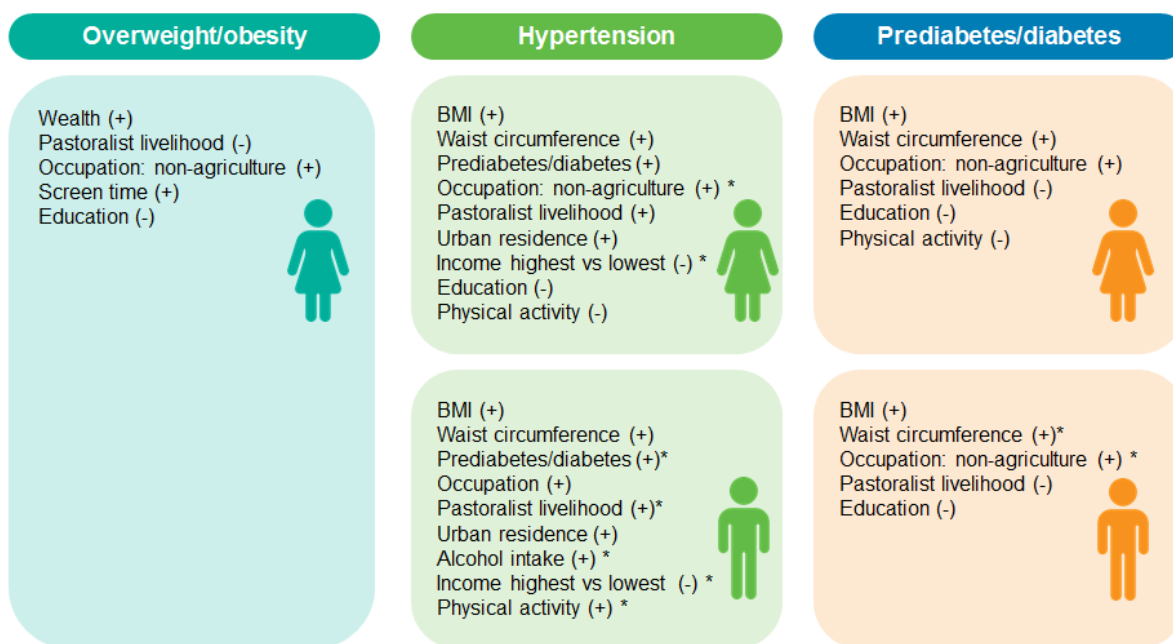 Overweight/obesity
Wealth (+)
Pastoralist livelihood (-)
Occupation: non-agriculture (+)
Screen time (+)
Education (-)
Hypertension
BMI (+)
Waist circumference (+)
Prediabetes/diabetes (+)
Occupation: non-agriculture (+) *
Pastoralist livelihood (+)
Urban residence (+)
Income highest vs lowest (-) *
Education (-)
Physical activity (-)
BMI (+)
Waist circumference (+)
Prediabetes/diabetes (+)*
Occupation (+)
Pastoralist livelihood (+)*
Urban residence (+)
Alcohol intake (+) *
Income highest vs lowest (-) *
Physical activity (+) *
Prediabetes/diabetes
BMI (+)
Waist circumference (+)
Occupation: non-agriculture (+)
Pastoralist livelihood (-)
Education (-)
Physical activity (-)
BMI (+)
Waist circumference (+)*
Occupation: non-agriculture (+) *
Pastoralist livelihood (-)
Education (-)